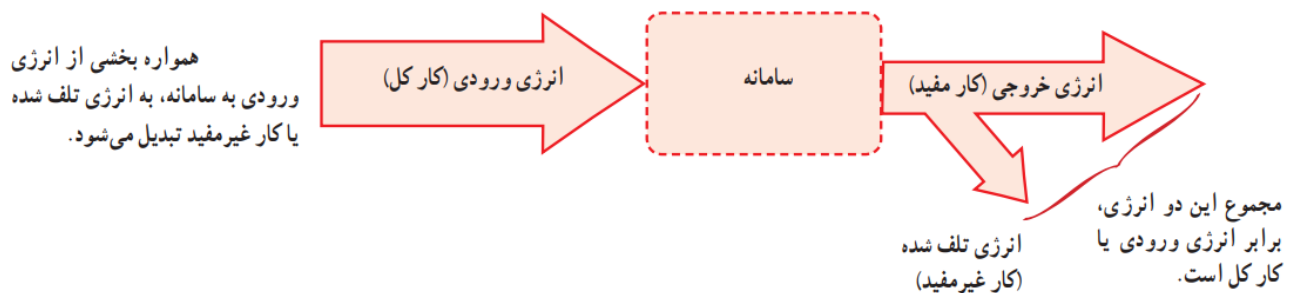 همواره بخشی از انرژی
ورودی به سامانه، به انرژی تلف شده
یا کار غیرمفید تبدیل می‌شود.
انرژی ورودی (کار کل)
سامانه
انرژی خروجی (کار مفید)
انرژی تلف شده
(کار غیرمفید)
مجموع این دو انرژی،
برابر انرژی ورودی یا
کار کل است.